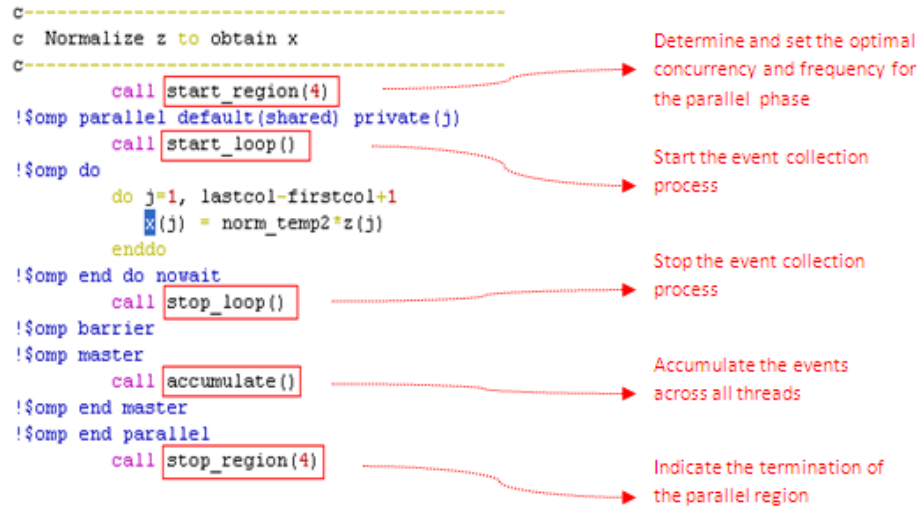 c----------------------------------------------
c  Normalize z to obtain x
c----------------------------------------------
call start_region(4)
!$omp parallel default(shared) private(j)
call start_loop()
!$omp do
do j=1, lastcol-firstcol+1
x(j) = norm_temp2*z(j)
enddo
!$omp end do nowait
call stop_loop()
!$omp barrier
!$omp master
call accumulate()
!$omp end master
!$omp end parallel
call stop_region(4)
Determine and set the optimal
concurrency and frequency for
the parallel phase
Start the event collection
process
Stop the event collection
process
Accumulate the events
across all threads
Indicate the termination of
the parallel region